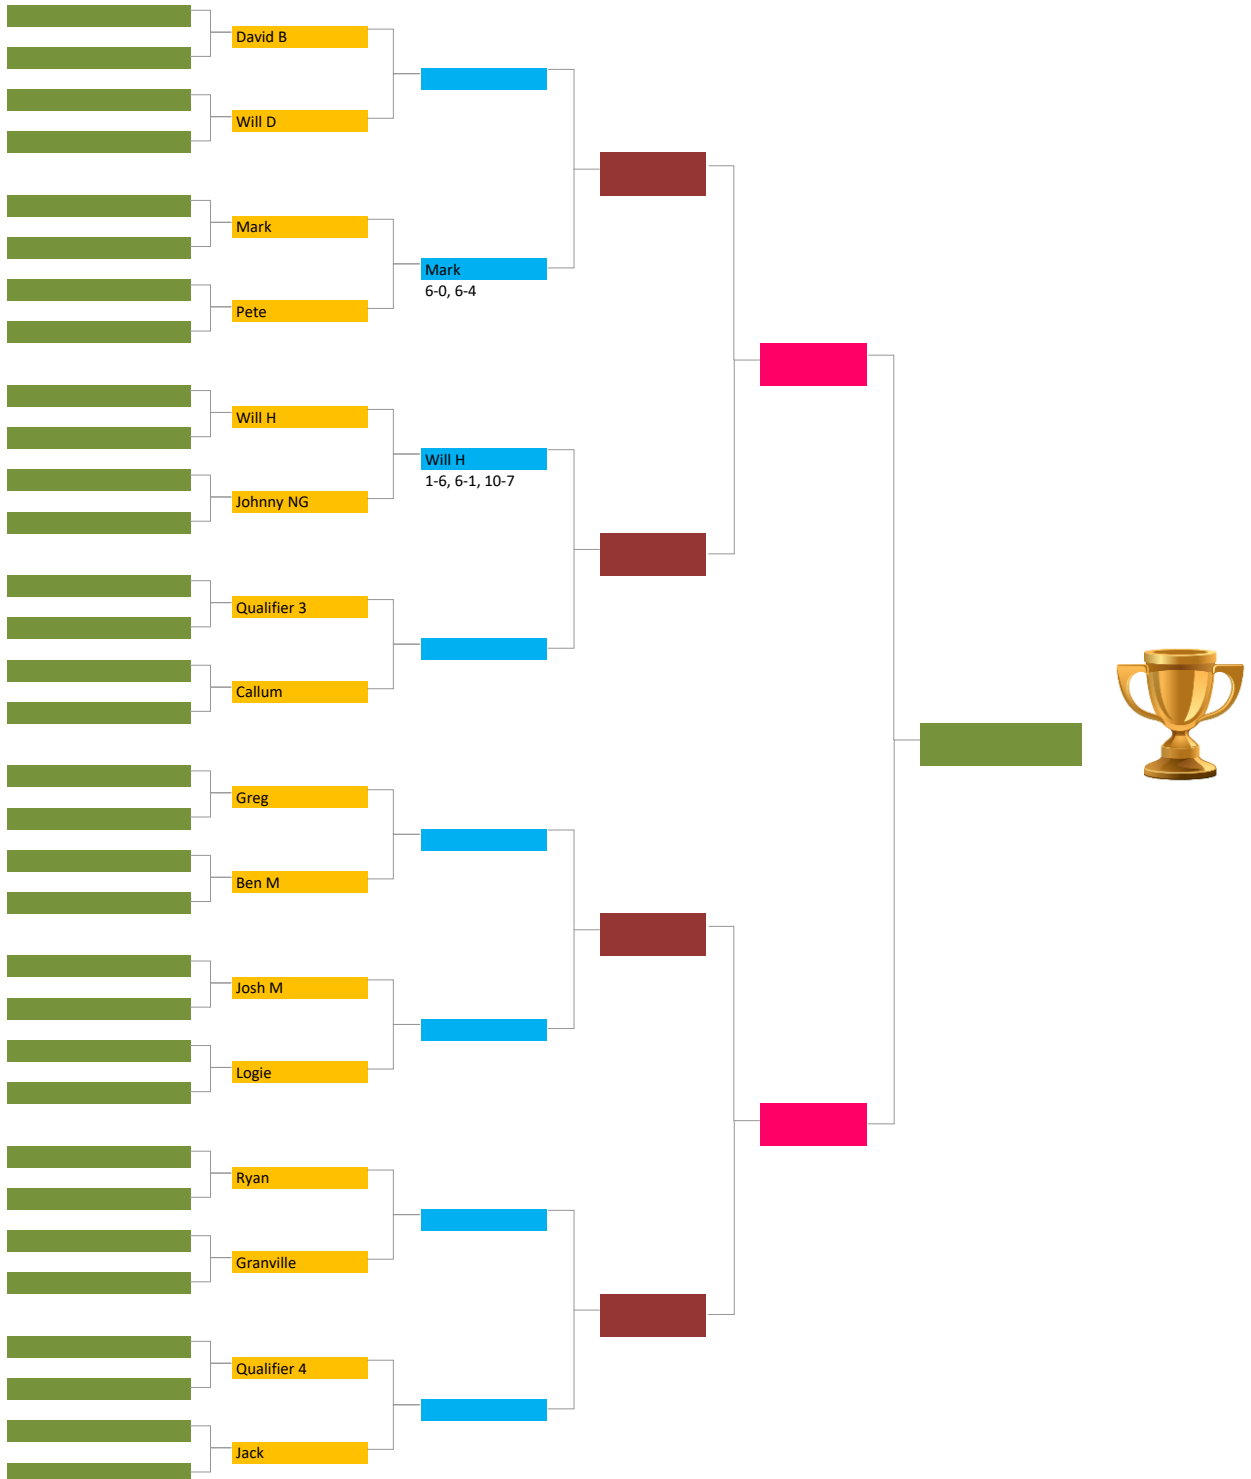 David B
Will D
Mark
Mark
6-0, 6-4
Pete
Will H
Will H
1-6, 6-1, 10-7
Johnny NG
Qualifier 3
Callum
Greg
Ben M
Josh M
Logie
Ryan
Granville
Qualifier 4
Jack